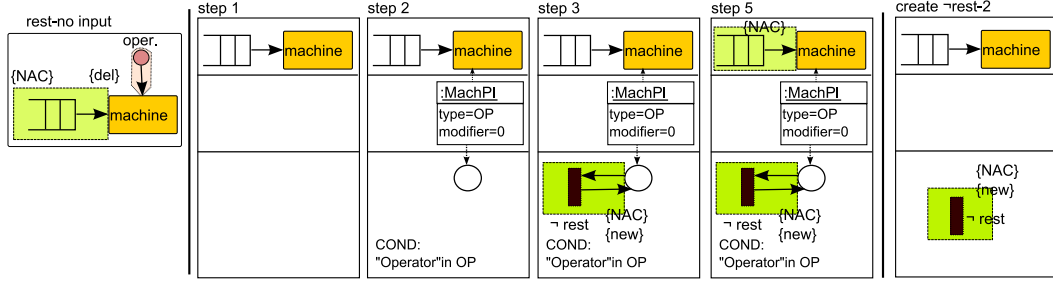 rest-no input
oper.
{NAC}
{del}
machine
step 1
machine
step 2
machine
:MachPl
type=OP
modifier=0
COND:
"Operator"in OP
step 3
machine
:MachPl
type=OP
modifier=0
¬ rest
{NAC}
{new}
COND:
"Operator"in OP
step 5
{NAC}
machine
:MachPl
type=OP
modifier=0
¬ rest
{NAC}
{new}
COND:
"Operator"in OP
create ¬rest-2
machine
{NAC}
{new}
¬ rest